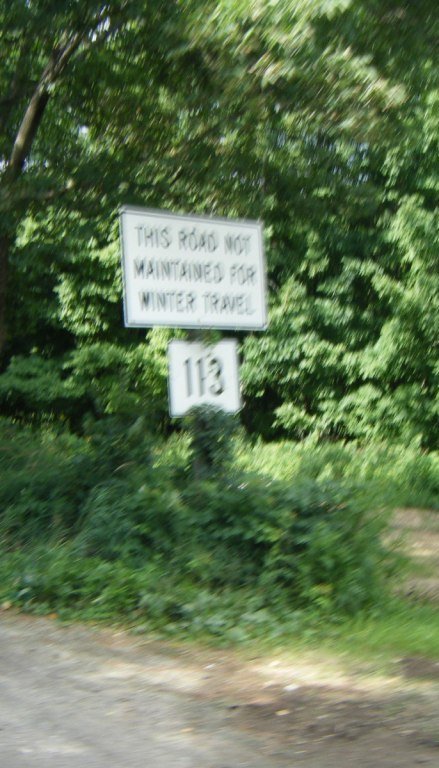 THIS ROAD NOT
MAINTAINED FOR
WINTER TRAVEL
113